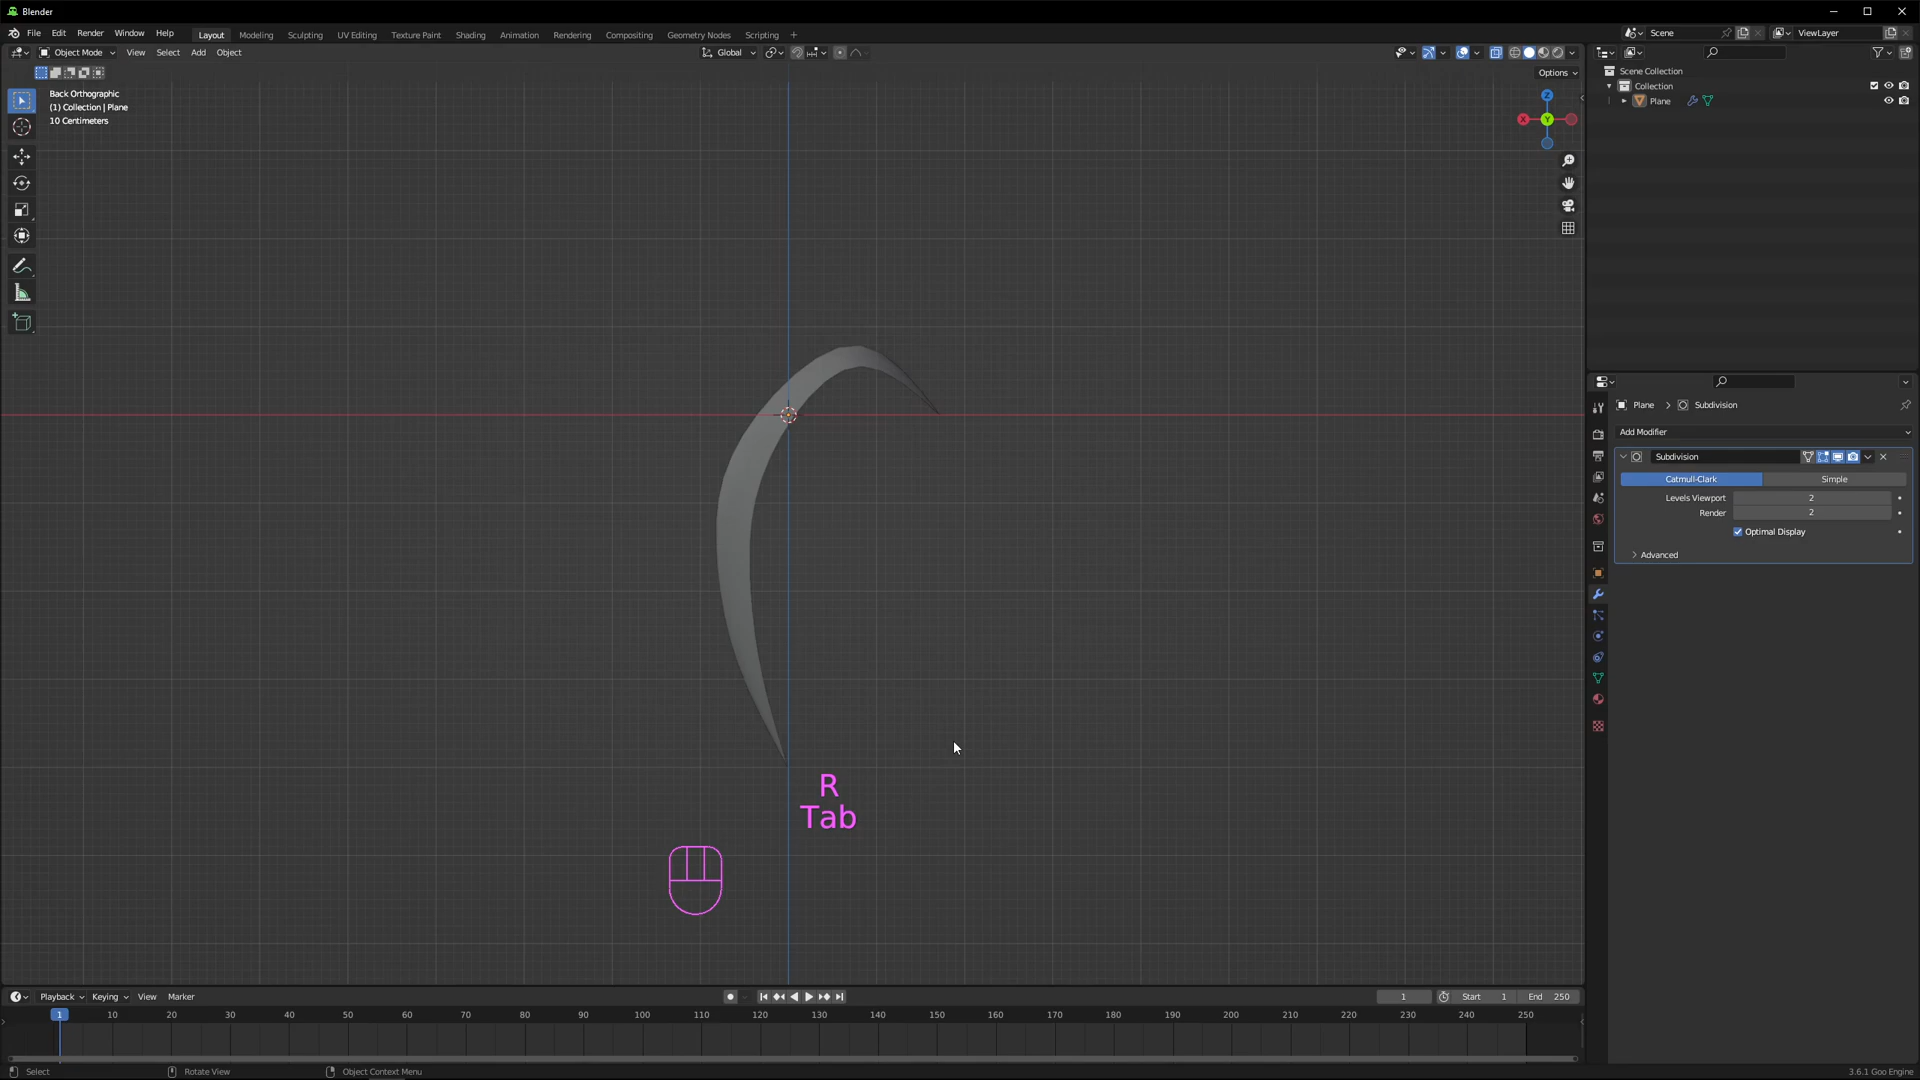 Blender
File Edit Render Window Help Layout Modeling Sculpting UV Editing Texture Paint Shading Animation Rendering Compositing Geometry Nodes Scripting + Scene ViewLayer
Object Mode View Select Add Object Global
Options
Back Orthographic
(1) Collection | Plane
10 Centimeters
Z
X
Y
Scene Collection
Collection
Plane
Plane > Subdivision
Add Modifier
Subdivision
Catmull-Clark Simple
Levels Viewport 2
Render 2
Optimal Display
Advanced
R
Tab
Playback Keying View Marker 1 Start 1 End 250
1 10 20 30 40 50 60 70 80 90 100 110 120 130 140 150 160 170 180 190 200 210 220 230 240 250
Select Rotate View Object Context Menu 3.6.1 Goo Engine